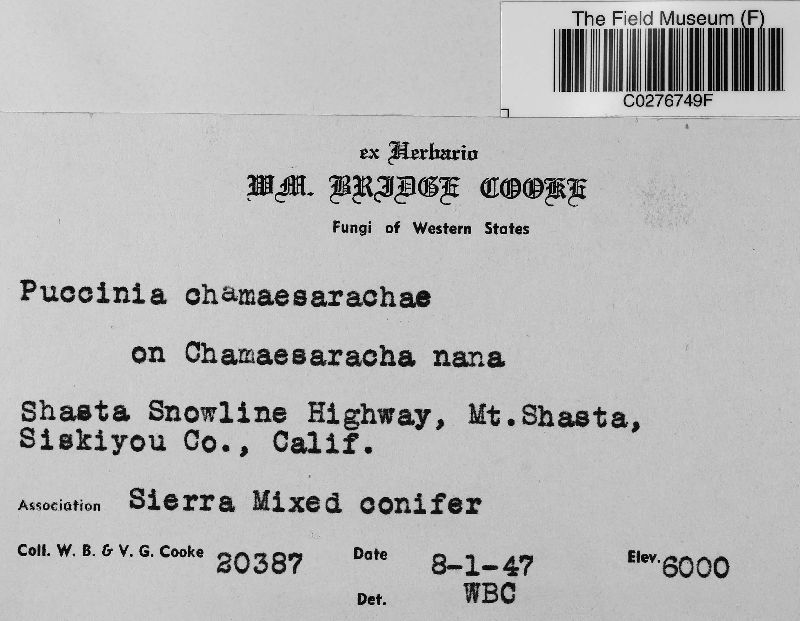 The Field Museum (F)
C0276749F
ex Herbario
WM. BRIDGE COOKE
Fungi of Western States
Puccinia chamaesarachae
on Chamaesaracha nana
Shasta Snowline Highway, Mt.Shasta,
Siskiyou Co., Calif.
Association Sierra Mixed conifer
Coll. W. B. & V. G. Cooke 20387 Date 8-1-47 Elev. 6000
Det. WBC